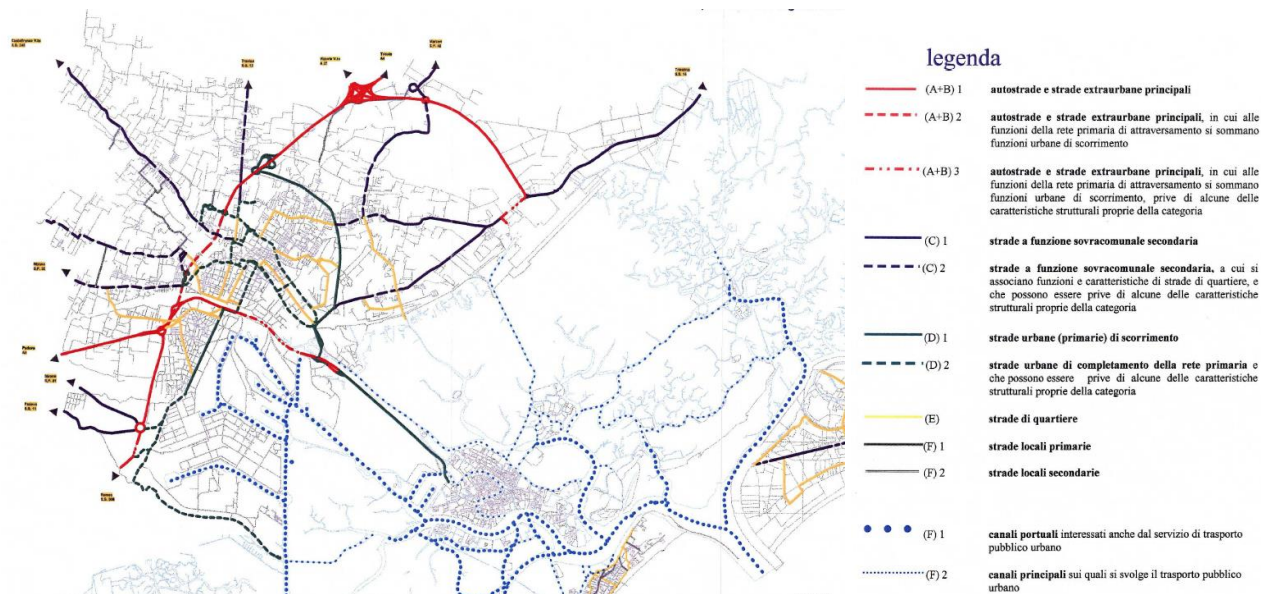 Treviso
Trieste
legenda
(A+B) 1 autostrade e strade extraurbane principali
(A+B) 2 autostrade e strade extraurbane principali, in cui alle
funzioni della rete primaria di attraversamento si sommano
funzioni urbane di scorrimento
(A+B) 3 autostrade e strade extraurbane principali, in cui alle
funzioni della rete primaria di attraversamento si sommano
funzioni urbane di scorrimento, prive di alcune delle
caratteristiche strutturali proprie della categoria
(C) 1 strade a funzione sovracomunale secondaria
(C) 2 strade a funzione sovracomunale secondaria, a cui si
associano funzioni e caratteristiche di strade di quartiere, e
che possono essere prive di alcune delle caratteristiche
strutturali proprie della categoria
(D) 1 strade urbane (primarie) di scorrimento
(D) 2 strade urbane di completamento della rete primaria e
che possono essere prive di alcune delle caratteristiche
strutturali proprie della categoria
(E) strade di quartiere
(F) 1 strade locali primarie
(F) 2 strade locali secondarie
(F) 1 canali portuali interessati anche dal servizio di trasporto
pubblico urbano
(F) 2 canali principali sui quali si svolge il trasporto pubblico
urbano